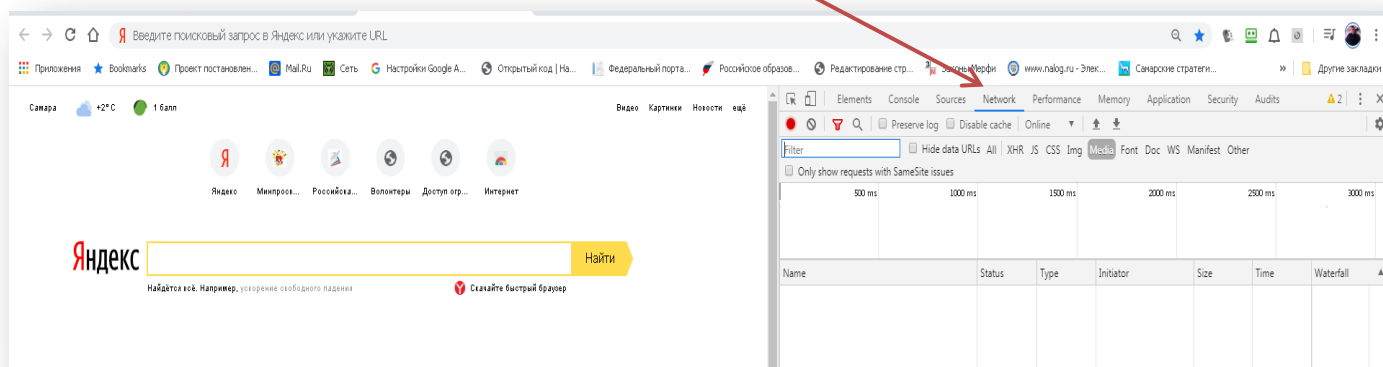 Введите поисковый запрос в Яндекс или укажите URL
Приложения Bookmarks Проект постановлен... Mail.Ru Сеть Настройки Google A... Открытый код | На... Федеральный порта... Российское образов... Редактирование стр... Законы Мерфи www.nalog.ru - Элек... Самарские стратеги... » Другие закладки
Самара +2° C 1 балл Видео Картинки Новости ещё
Яндекс Минпросв... Российска... Волонтеры Доступ огр... Интернет
Яндекс Найти
Найдётся всё. Например, ускорение свободного падения Скачайте быстрый браузер
Elements Console Sources Network Performance Memory Application Security Audits 2
Preserve log Disable cache Online
Filter Hide data URLs All XHR JS CSS Img Media Font Doc WS Manifest Other
Only show requests with SameSite issues
500 ms 1000 ms 1500 ms 2000 ms 2500 ms 3000 ms
Name Status Type Initiator Size Time Waterfall